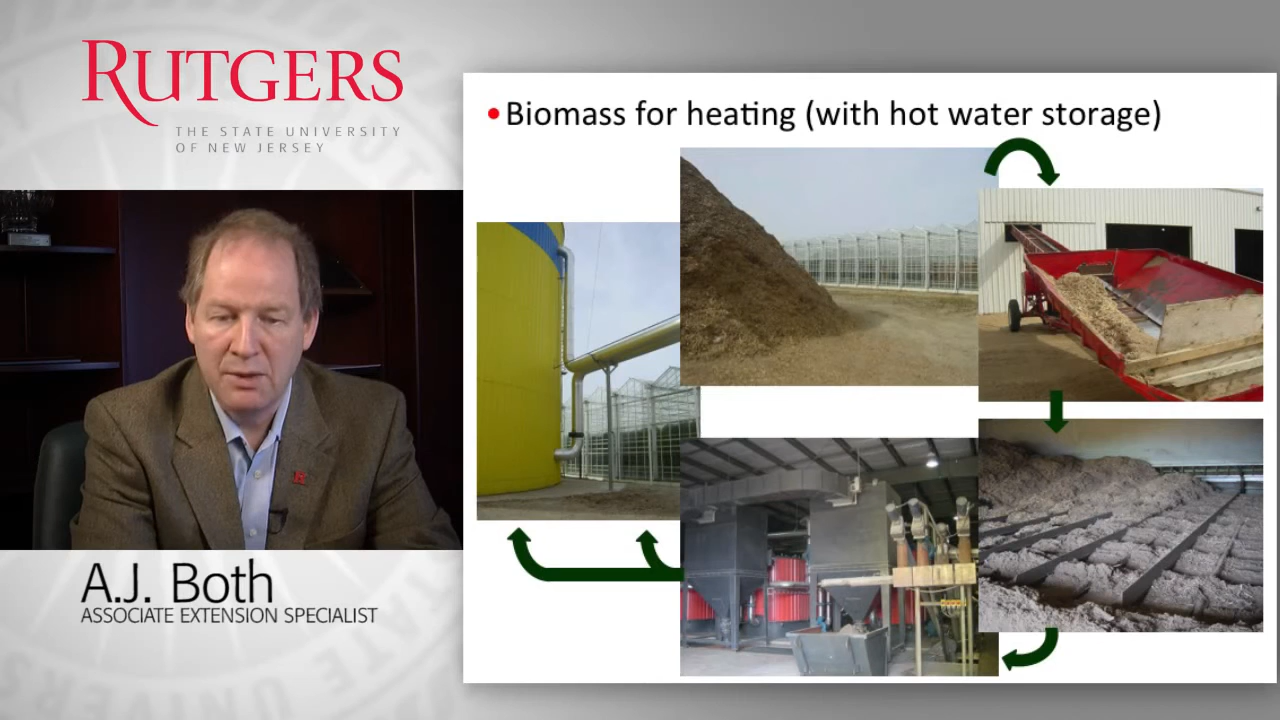 RUTGERS
THE STATE UNIVERSITY
OF NEW JERSEY
• Biomass for heating (with hot water storage)
A.J. Both
ASSOCIATE EXTENSION SPECIALIST